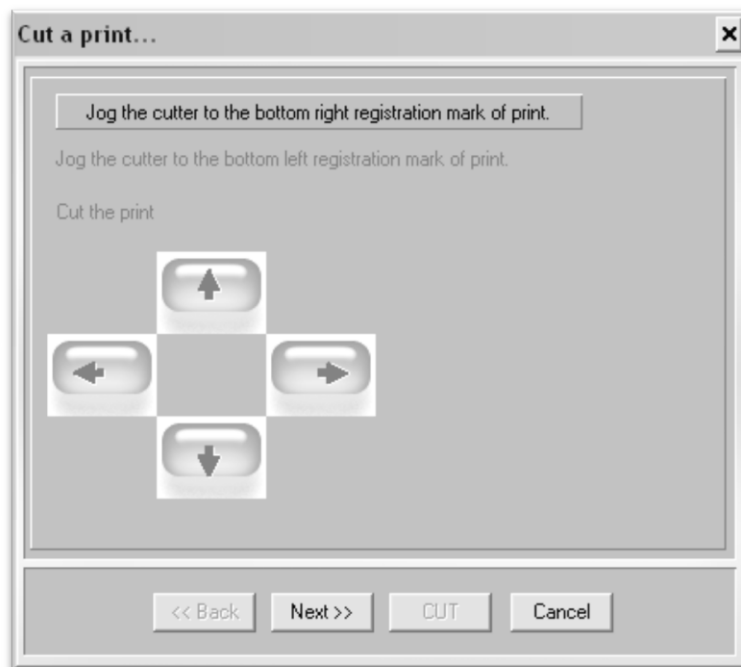 Cut a print...
Jog the cutter to the bottom right registration mark of print.
Jog the cutter to the bottom left registration mark of print.
Cut the print
<< Back Next >> CUT Cancel